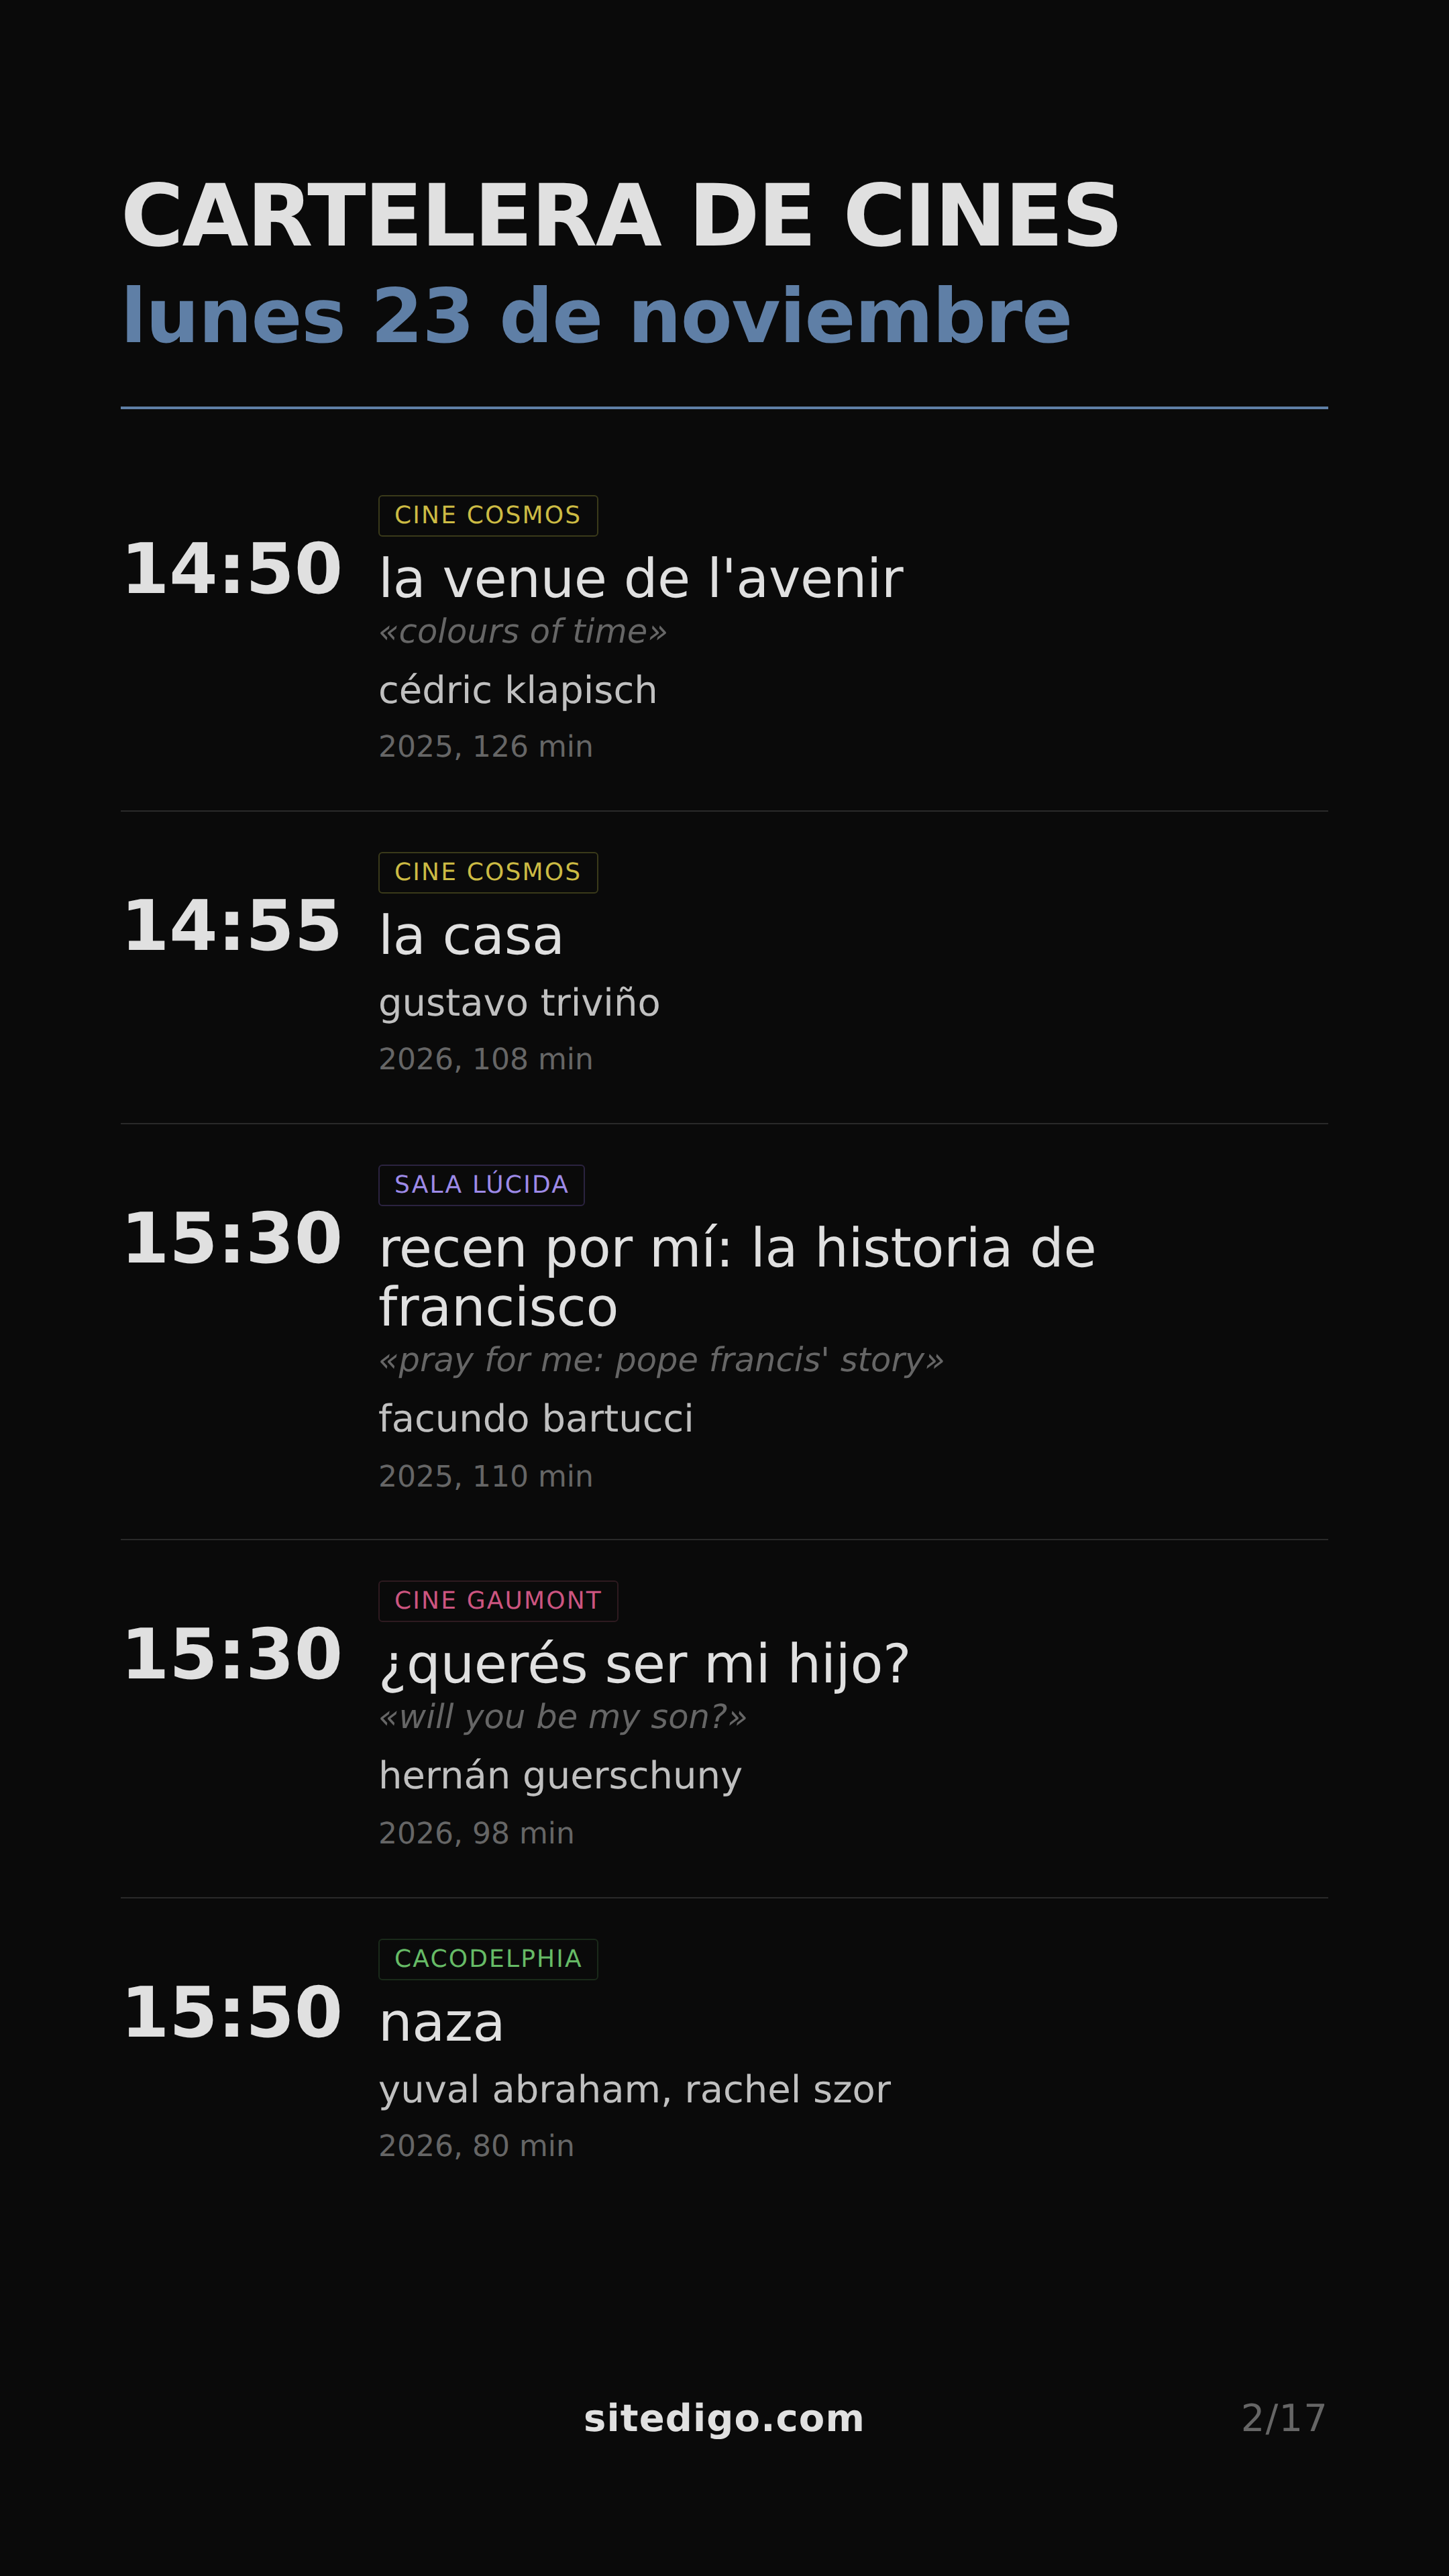 CARTELERA DE CINES
lunes 23 de noviembre
CINE COSMOS
14:50
la venue de l'avenir
«colours of time»
cédric klapisch
2025, 126 min
CINE COSMOS
14:55
la casa
gustavo triviño
2026, 108 min
SALA LÚCIDA
15:30
recen por mí: la historia de
francisco
«pray for me: pope francis' story»
facundo bartucci
2025, 110 min
CINE GAUMONT
15:30
¿querés ser mi hijo?
«will you be my son?»
hernán guerschuny
2026, 98 min
CACODELPHIA
15:50
naza
yuval abraham, rachel szor
2026, 80 min
sitedigo.com
2/17